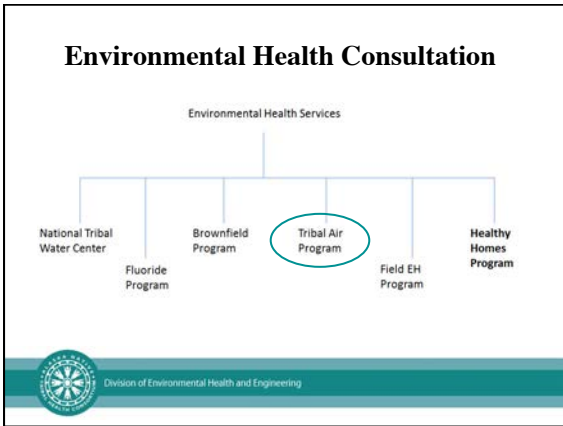 Environmental Health Consultation
Environmental Health Services
National Tribal
Water Center
Fluoride
Program
Brownfield
Program
Tribal Air
Program
Field EH
Program
Healthy
Homes
Program
Division of Environmental Health and Engineering